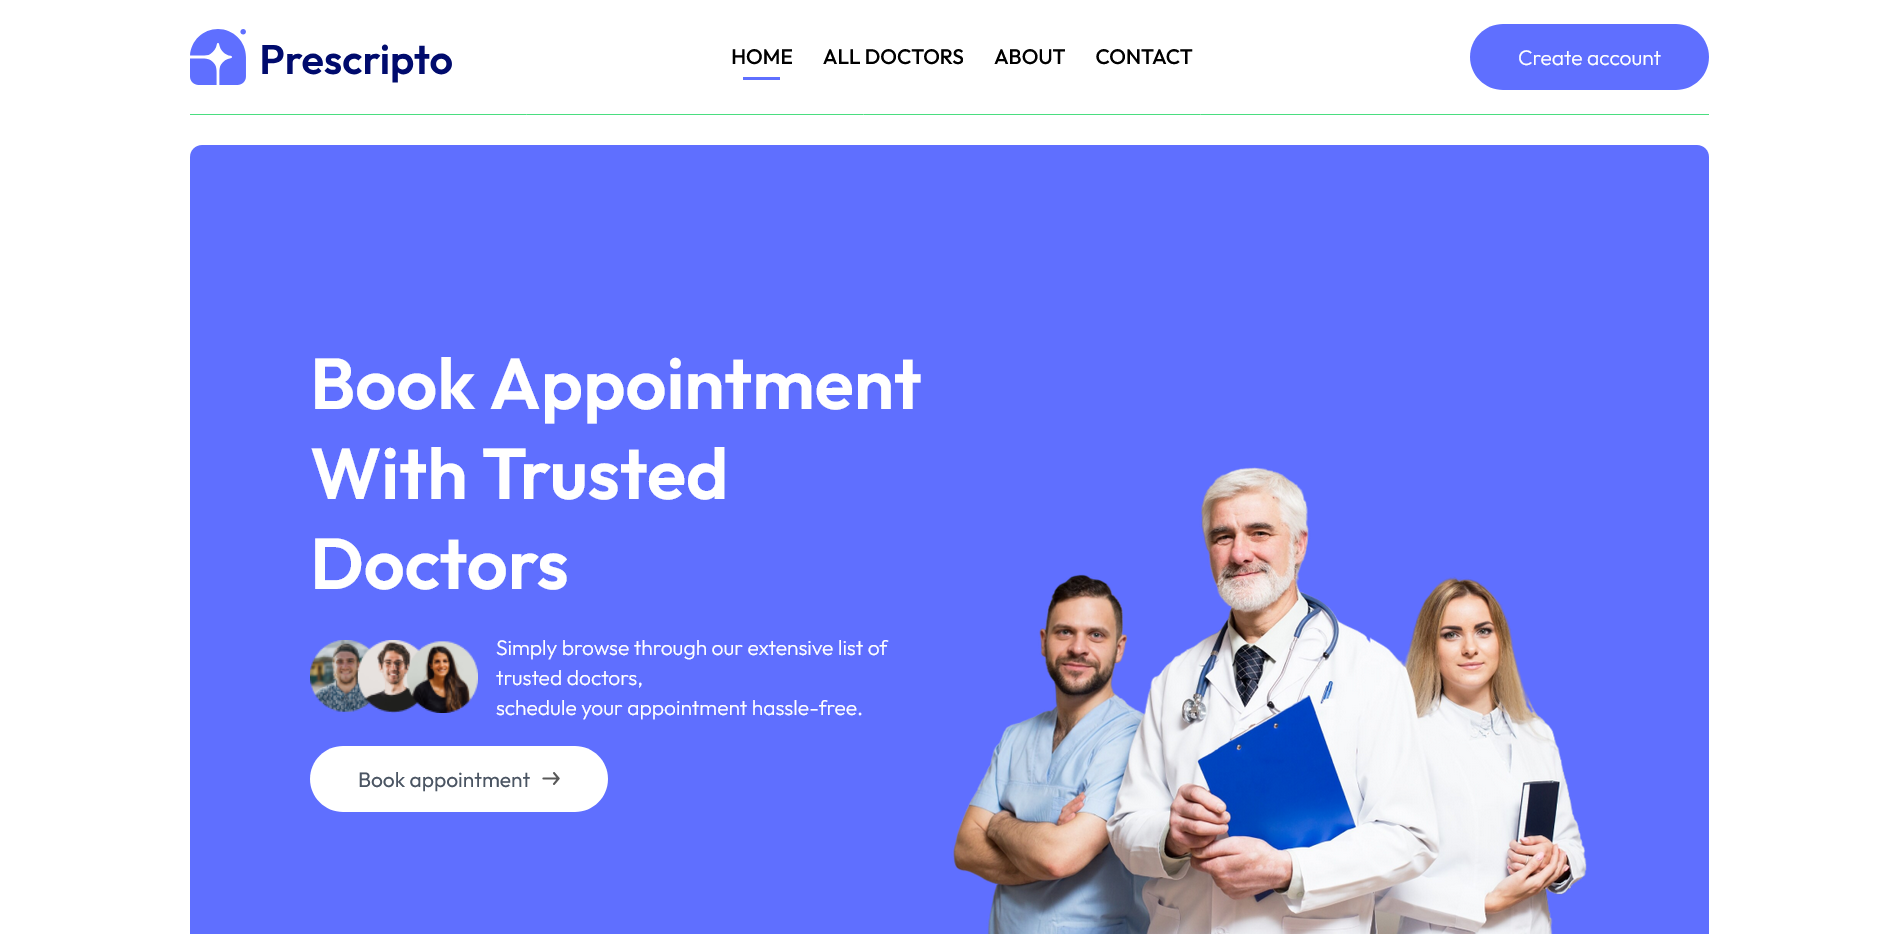 Prescripto
HOME
ALL DOCTORS
ABOUT
CONTACT
Create account
Book Appointment
With Trusted
Doctors
Simply browse through our extensive list of
trusted doctors,
schedule your appointment hassle-free.
Book appointment →